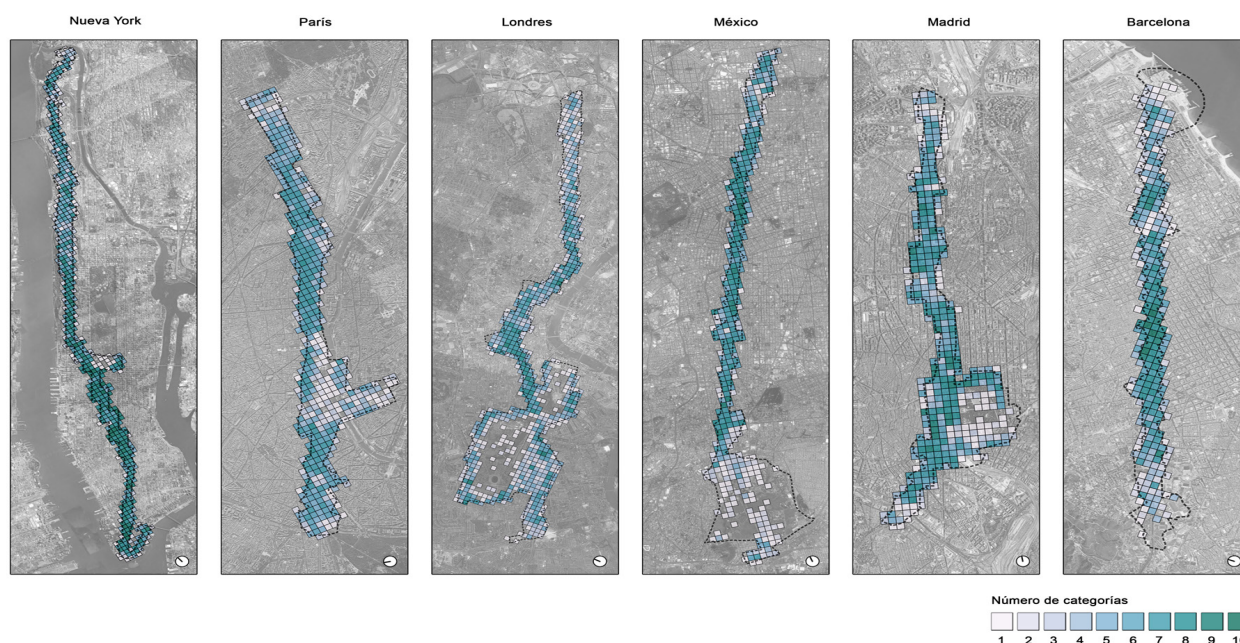 Nueva York
París
Londres
México
Madrid
Barcelona
Número de categorías
1 2 3 4 5 6 7 8 9 10